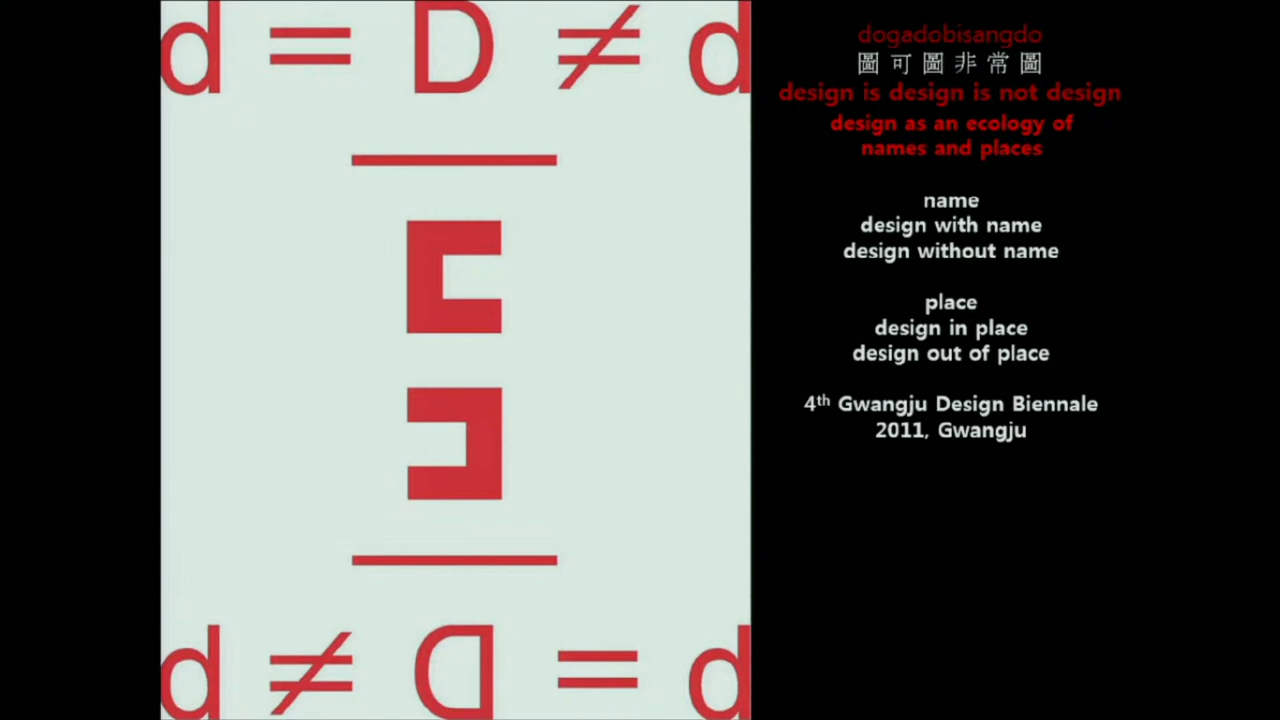 d = D ≠ d
ㄷ
d ≠ D = d
dogadobisangdo
圖可圖非常圖
design is design is not design
design as an ecology of
names and places
name
design with name
design without name
place
design in place
design out of place
4th Gwangju Design Biennale
2011, Gwangju